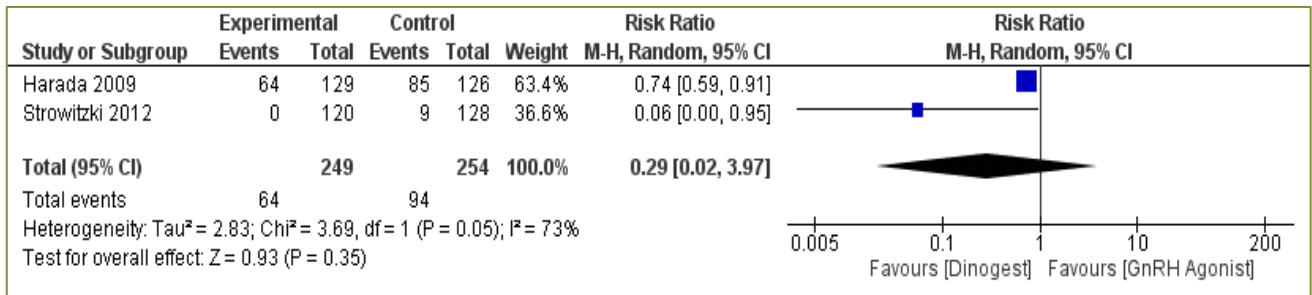 Experimental Control Risk Ratio Risk Ratio
Study or Subgroup Events Total Events Total Weight M-H, Random, 95% CI M-H, Random, 95% CI
Harada 2009 64 129 85 126 63.4% 0.74 [0.59, 0.91]
Strowitzki 2012 0 120 9 128 36.6% 0.06 [0.00, 0.95]
Total (95% CI) 249 254 100.0% 0.29 [0.02, 3.97]
Total events 64 94
Heterogeneity: Tau² = 2.83; Chi² = 3.69, df = 1 (P = 0.05); I² = 73%
Test for overall effect: Z = 0.93 (P = 0.35)
0.005 0.1 1 10 200
Favours [Dinogest] Favours [GnRH Agonist]